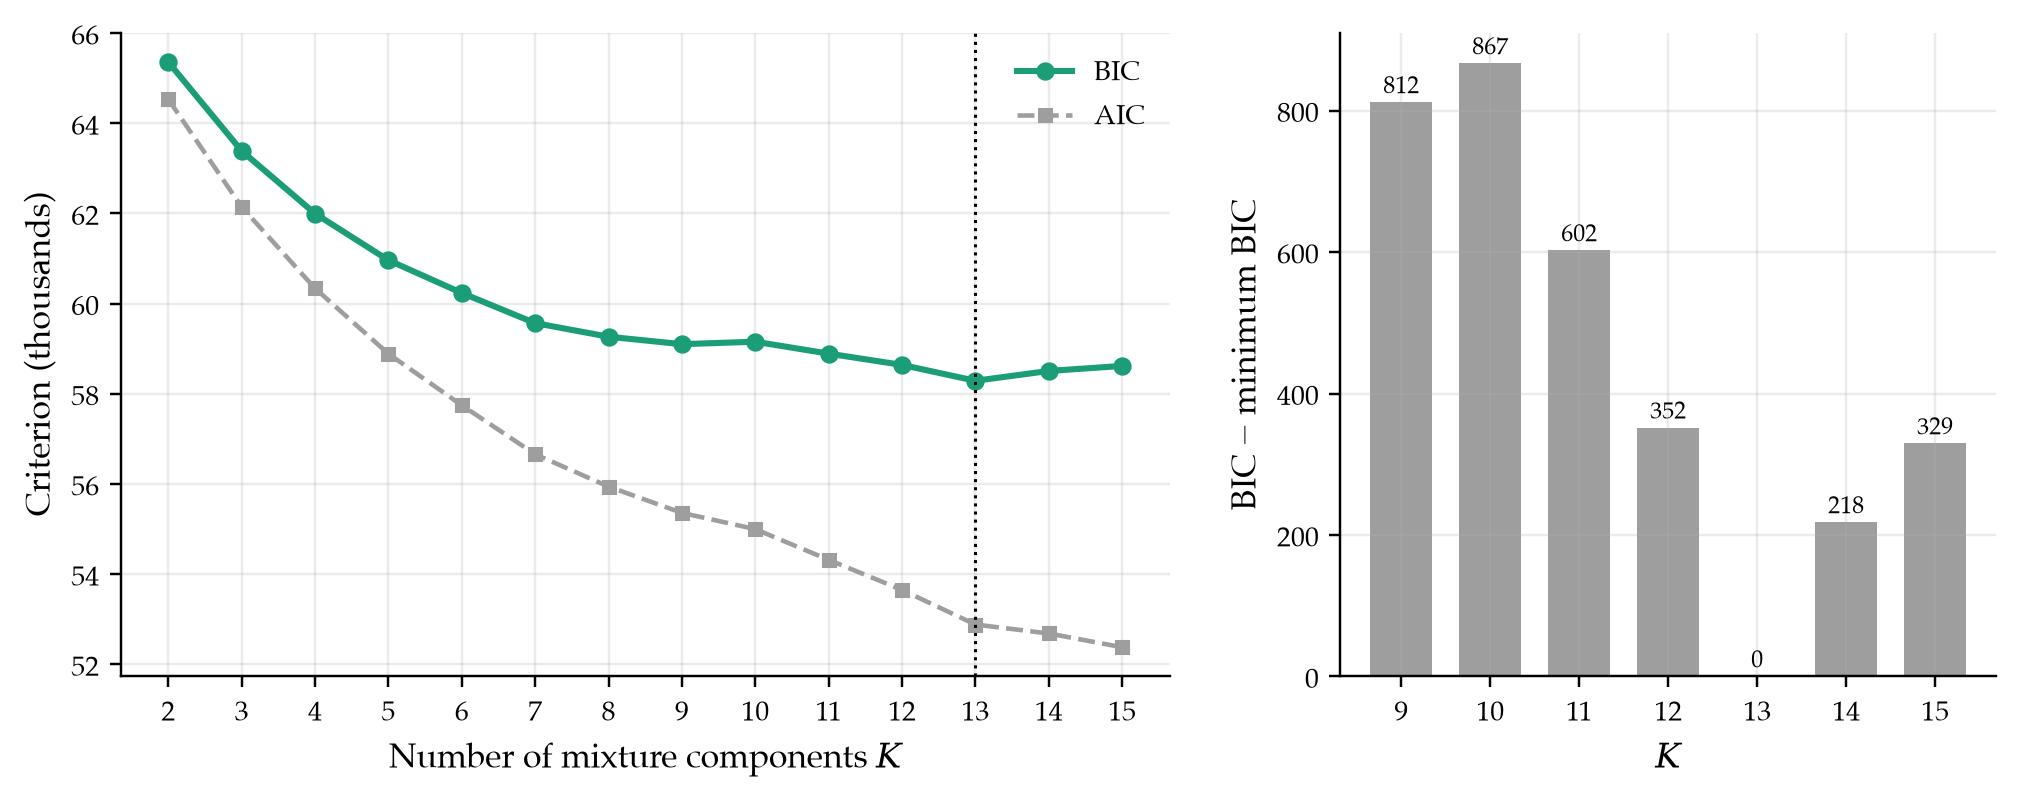 66
64
62
60
58
56
54
52
Criterion (thousands)
BIC
AIC
2 3 4 5 6 7 8 9 10 11 12 13 14 15
Number of mixture components K
800
600
400
200
0
BIC − minimum BIC
812
867
602
352
0
218
329
9 10 11 12 13 14 15
K